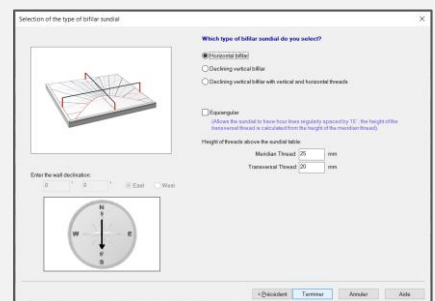 Selection of the type of bifilar sundial
Which type of bifilar sundial do you select?
Horizontal bifilar
Declining vertical bifilar
Declining vertical bifilar with vertical and horizontal threads
Equiangular
(Allows the sundial to have hour lines regularly spaced by 15°, the height of the
transversal thread is calculated from the height of the meridian thread).
Height of threads above the sundial table:
Meridian Thread: 25 mm
Transversal Thread: 20 mm
Enter the wall declination:
0 ° 0 ' East West
N
W E
S
< Précédent Terminer Annuler Aide